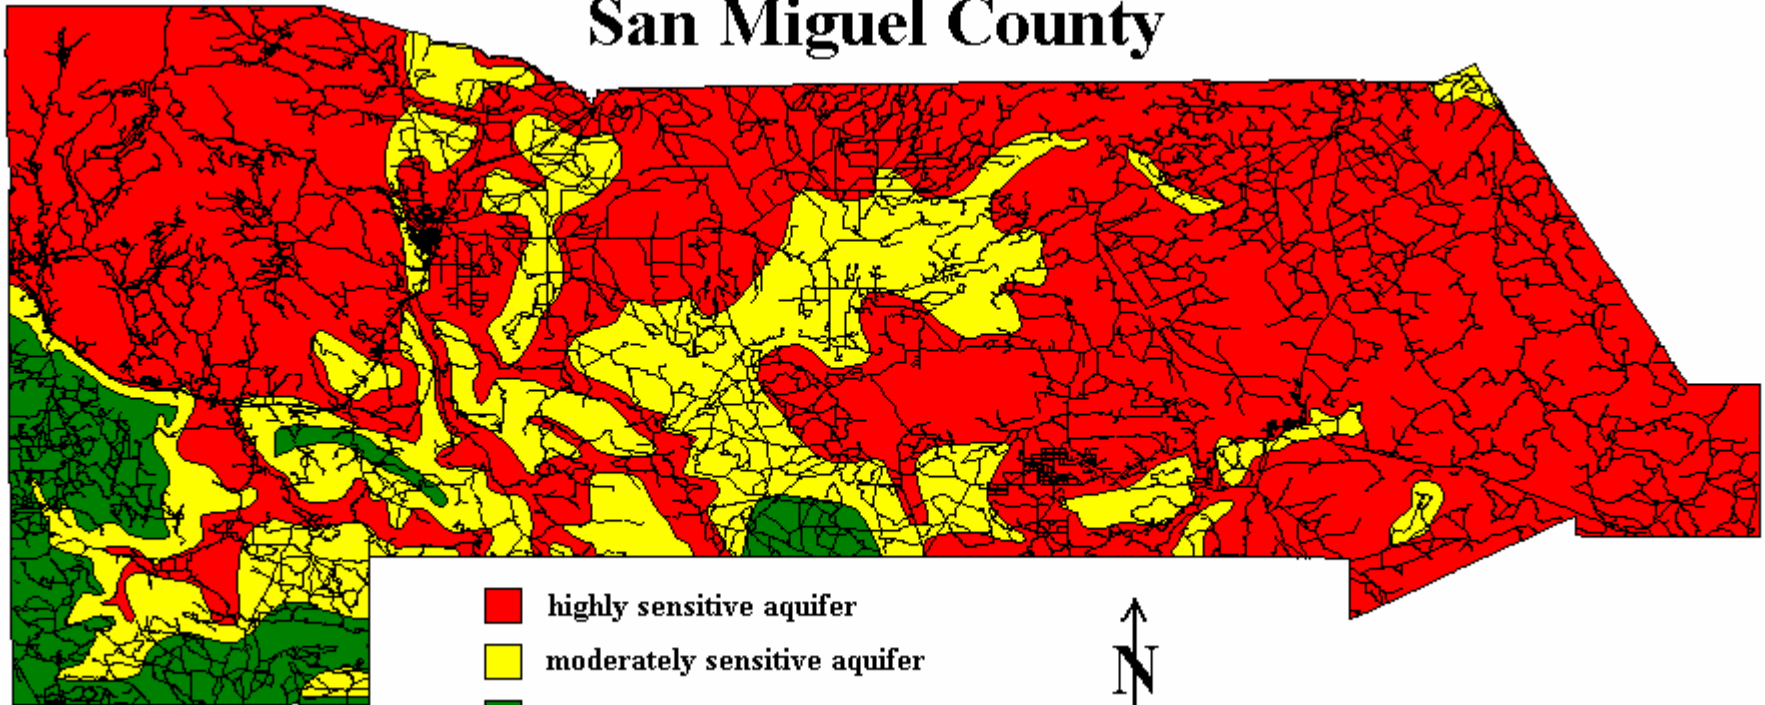 San Miguel County
highly sensitive aquifer
moderately sensitive aquifer
N